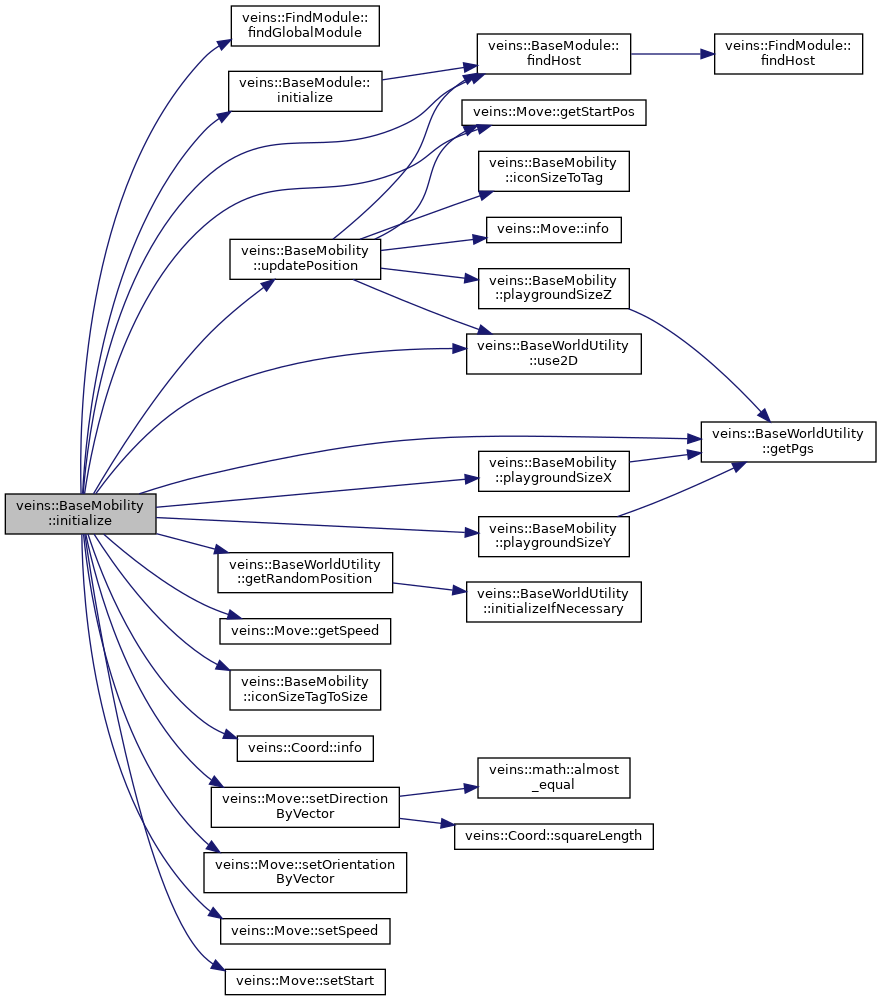 veins::FindModule::
findGlobalModule
veins::BaseModule::
findHost
veins::FindModule::
findHost
veins::BaseModule::
initialize
veins::Move::getStartPos
veins::BaseMobility
::iconSizeToTag
veins::Move::info
veins::BaseMobility
::updatePosition
veins::BaseMobility
::playgroundSizeZ
veins::BaseWorldUtility
::use2D
veins::BaseWorldUtility
::getPgs
veins::BaseMobility
::playgroundSizeX
veins::BaseMobility
::initialize
veins::BaseMobility
::playgroundSizeY
veins::BaseWorldUtility
::getRandomPosition
veins::BaseWorldUtility
::initializeIfNecessary
veins::Move::getSpeed
veins::BaseMobility
::iconSizeTagToSize
veins::Coord::info
veins::math::almost
_equal
veins::Move::setDirection
ByVector
veins::Coord::squareLength
veins::Move::setOrientation
ByVector
veins::Move::setSpeed
veins::Move::setStart